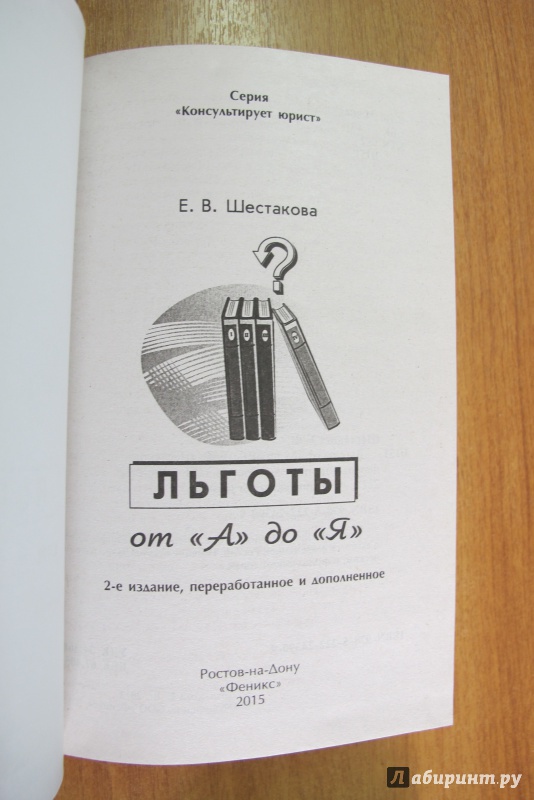 Серия
«Консультирует юрист»
Е. В. Шестакова
ЛЬГОТЫ
от «А» до «Я»
2-е издание, переработанное и дополненное
Ростов-на-Дону
«Феникс»
2015
Лабиринт.ру